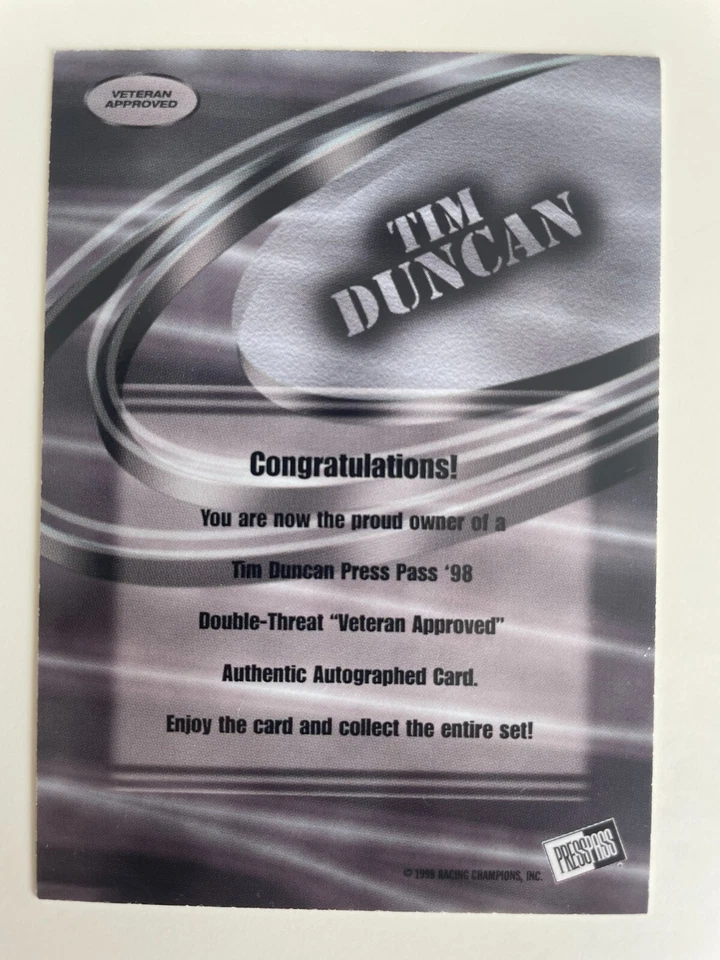 VETERAN
APPROVED
TIM
DUNCAN
Congratulations!
You are now the proud owner of a
Tim Duncan Press Pass ‘98
Double-Threat “Veteran Approved”
Authentic Autographed Card.
Enjoy the card and collect the entire set!
PRESS PASS
© 1998 RACING CHAMPIONS, INC.